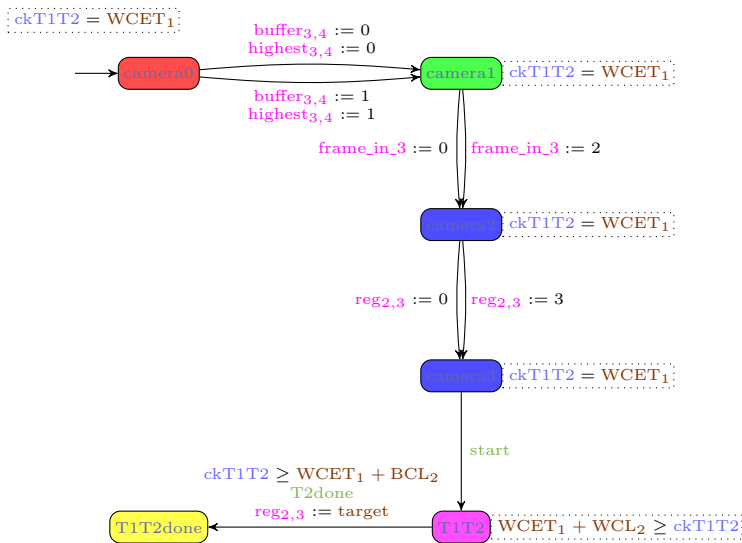 ckT1T2 = WCET₁
buffer₃,₄ := 0
highest₃,₄ := 0
camera0
camera1
ckT1T2 = WCET₁
buffer₃,₄ := 1
highest₃,₄ := 1
frame_in_3 := 0
frame_in_3 := 2
camera2
ckT1T2 = WCET₁
reg₂,₃ := 0
reg₂,₃ := 3
camera3
ckT1T2 = WCET₁
start
ckT1T2 ≥ WCET₁ + BCL₂
T2done
reg₂,₃ := target
T1T2done
T1T2
WCET₁ + WCL₂ ≥ ckT1T2